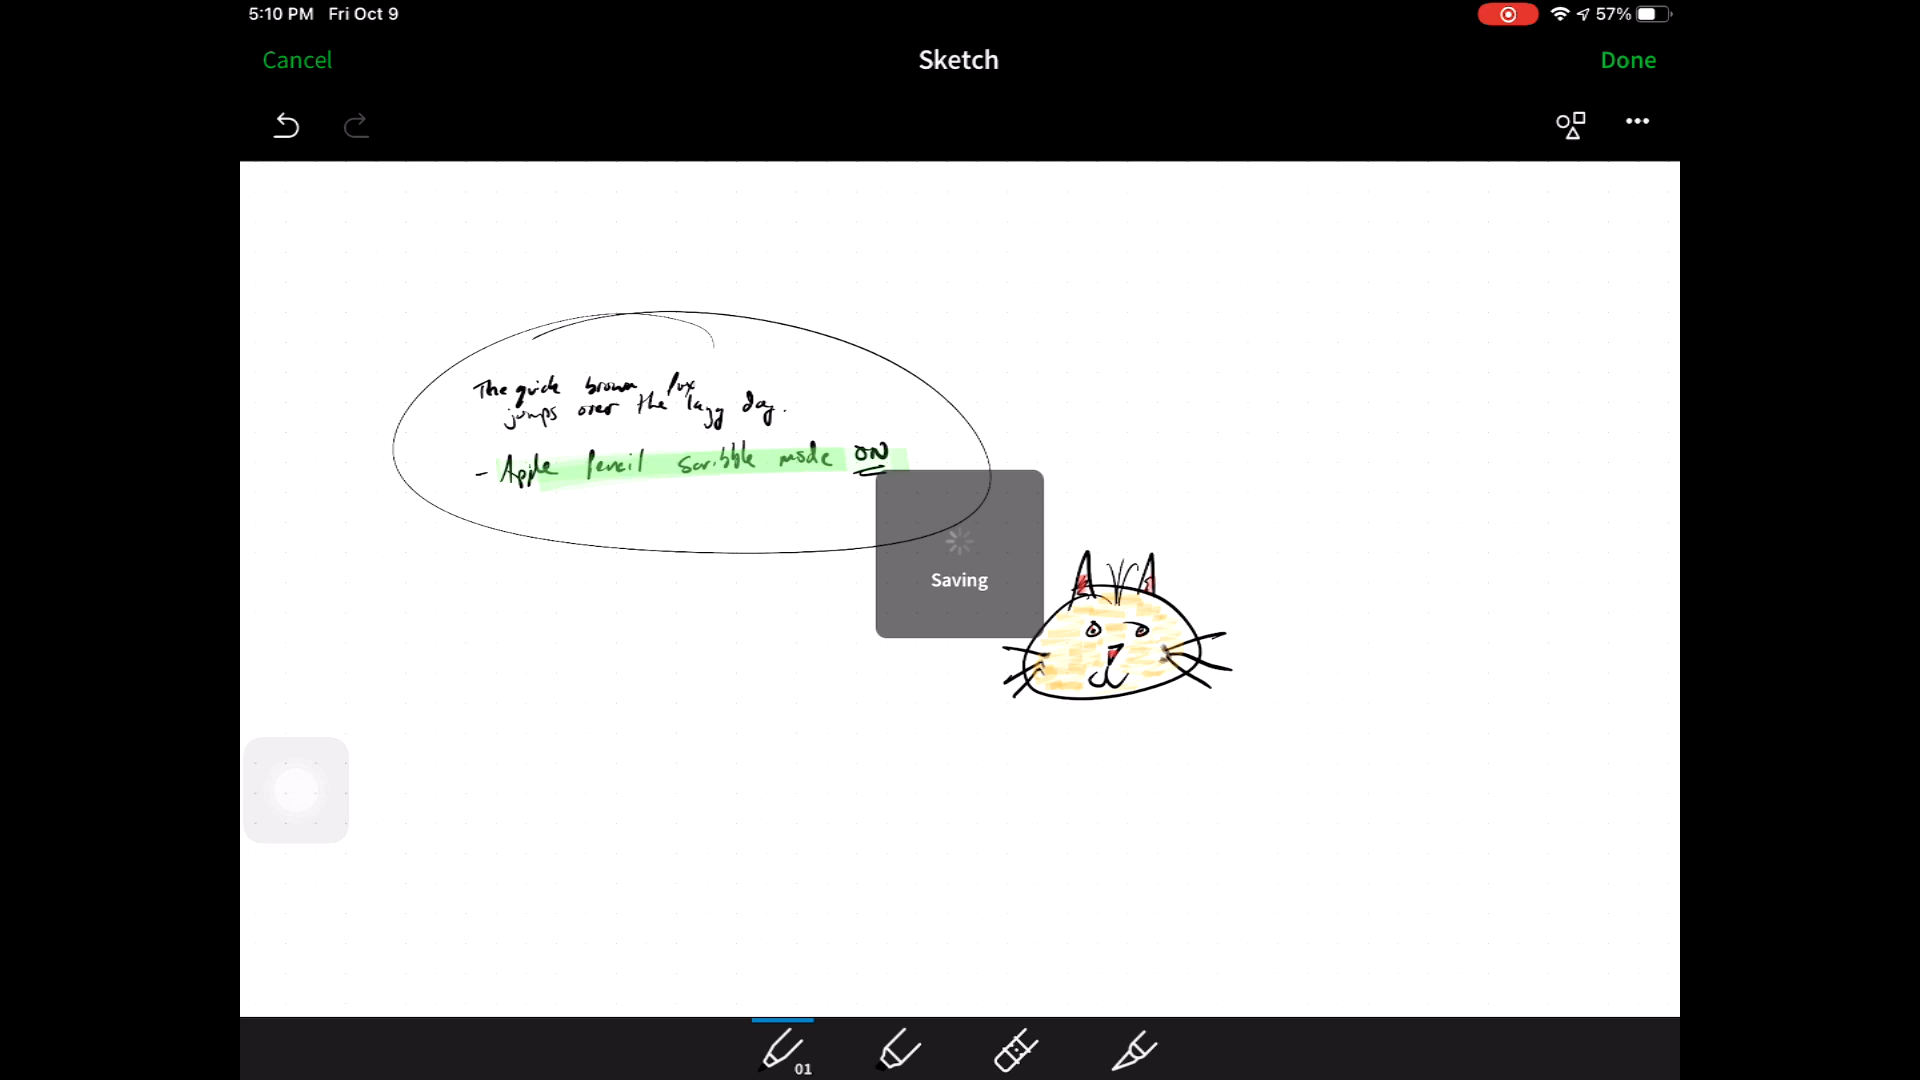 5:10 PM Fri Oct 9 57%
Cancel Sketch Done
The quick brown fox
jumps over the lazy dog.
- Apple Pencil Scribble mode ON
Saving
01